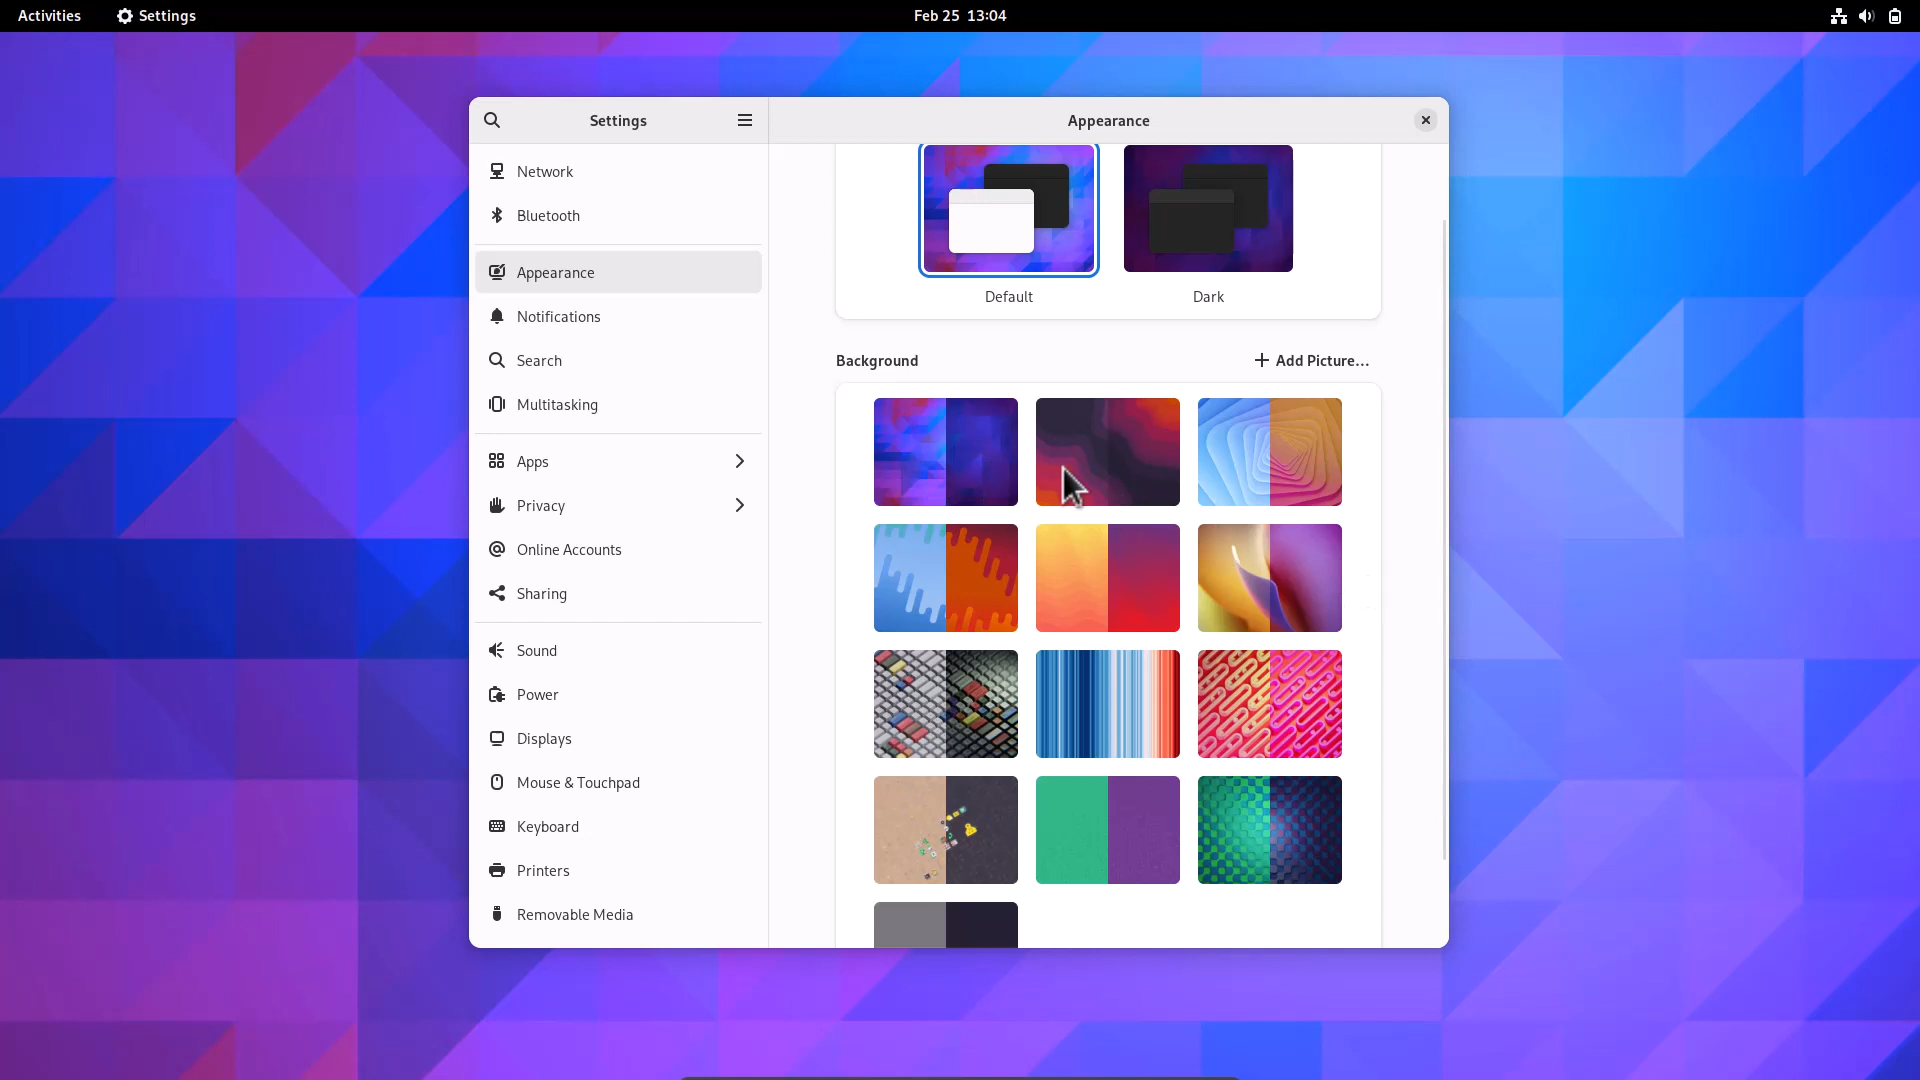 Activities
Settings
Feb 25 13:04
Settings
Appearance
Network
Bluetooth
Appearance
Notifications
Search
Multitasking
Apps
Privacy
Online Accounts
Sharing
Sound
Power
Displays
Mouse & Touchpad
Keyboard
Printers
Removable Media
Default
Dark
Background
Add Picture...